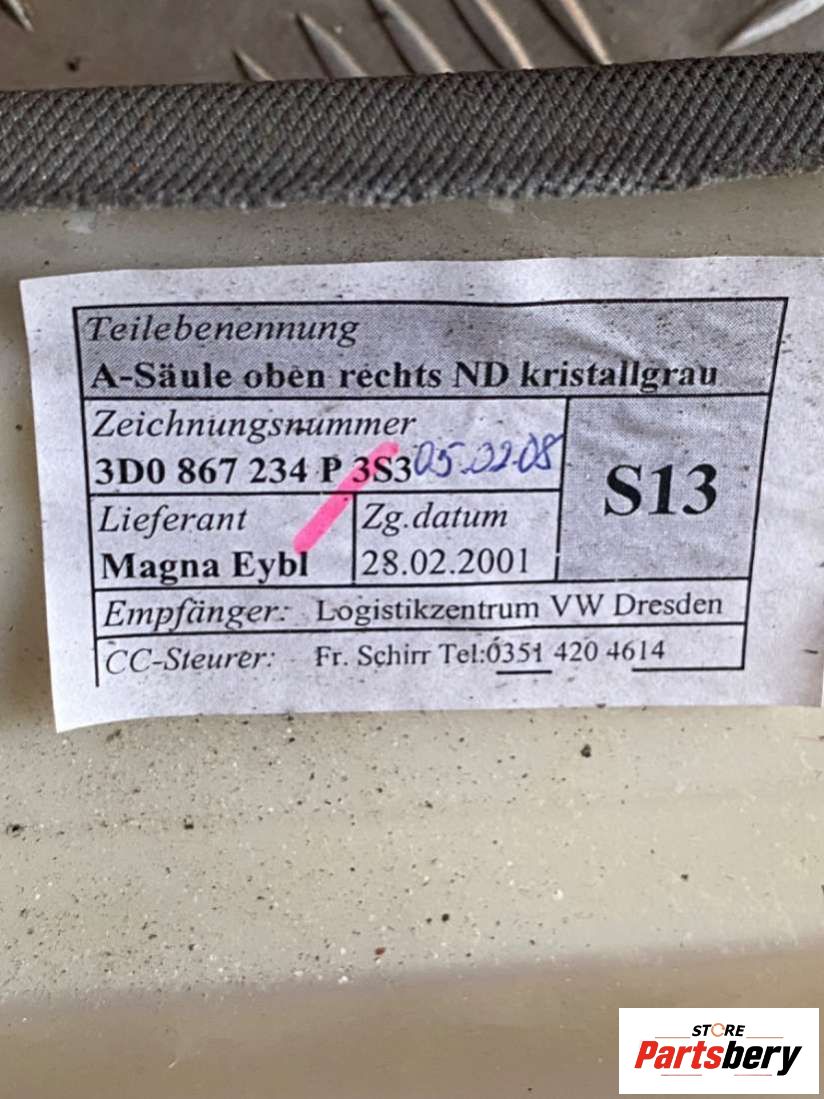 Teilebenennung
A-Säule oben rechts ND kristallgrau
Zeichnungsnummer
3D0 867 234 P 3S3 05.02.08
S13
Lieferant
Magna Eybl
Zg.datum
28.02.2001
Empfänger: Logistikzentrum VW Dresden
CC-Steurer: Fr. Schirr Tel:0351 420 4614
STORE
Partsbery